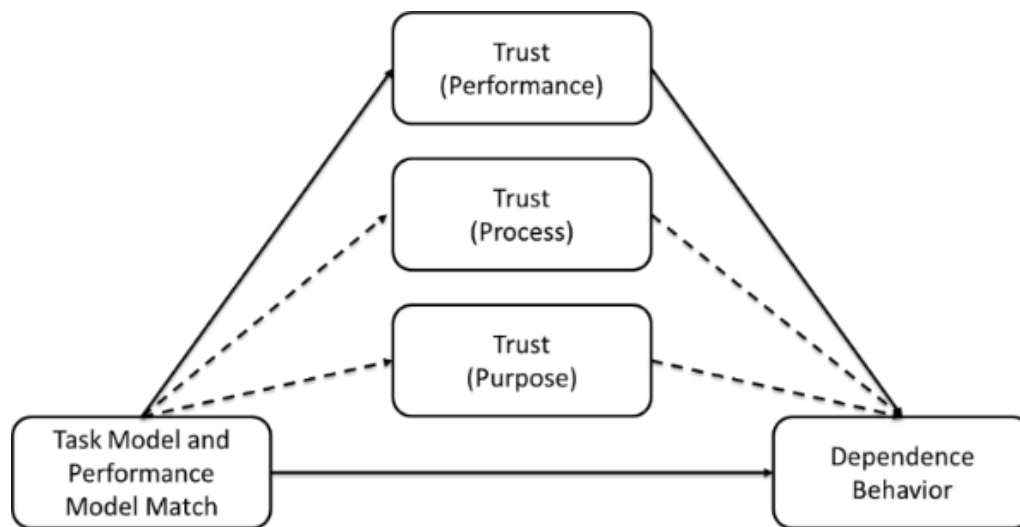 Trust
(Performance)
Trust
(Process)
Trust
(Purpose)
Task Model and
Performance
Model Match
Dependence
Behavior